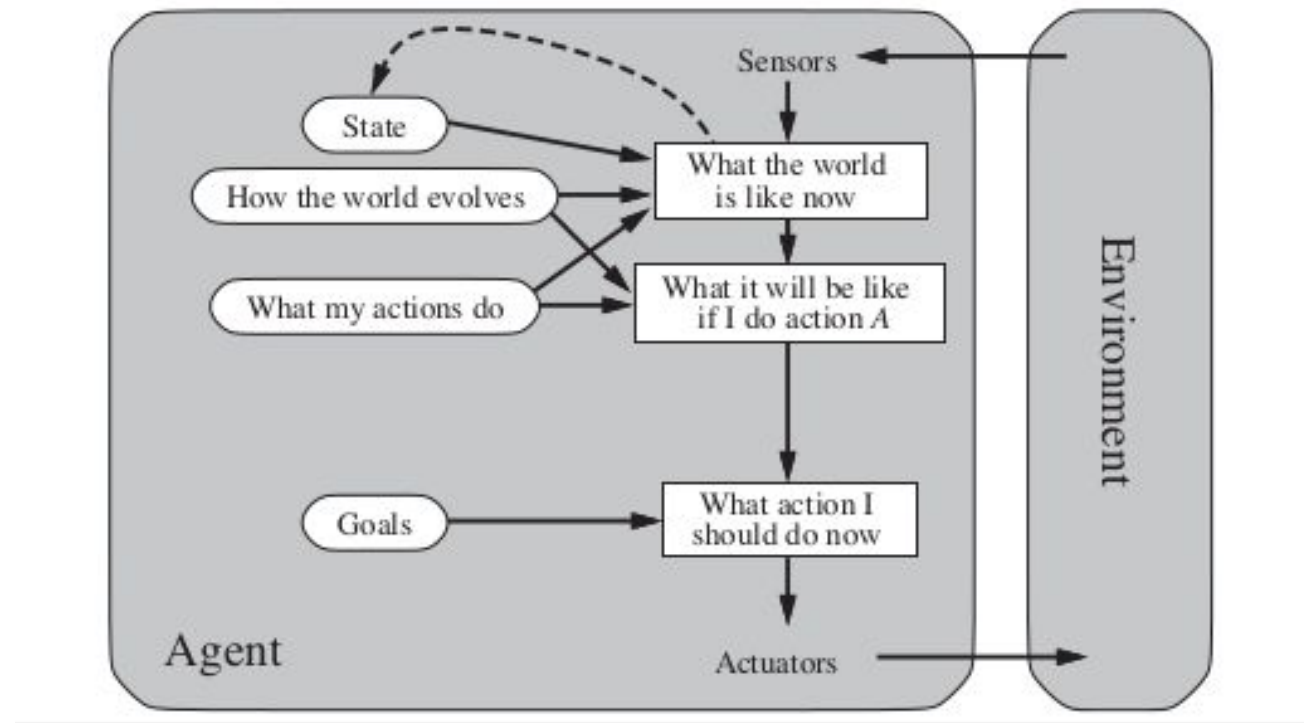 Sensors
State
What the world
is like now
How the world evolves
What it will be like
if I do action A
What my actions do
Environment
What action I
should do now
Goals
Agent
Actuators